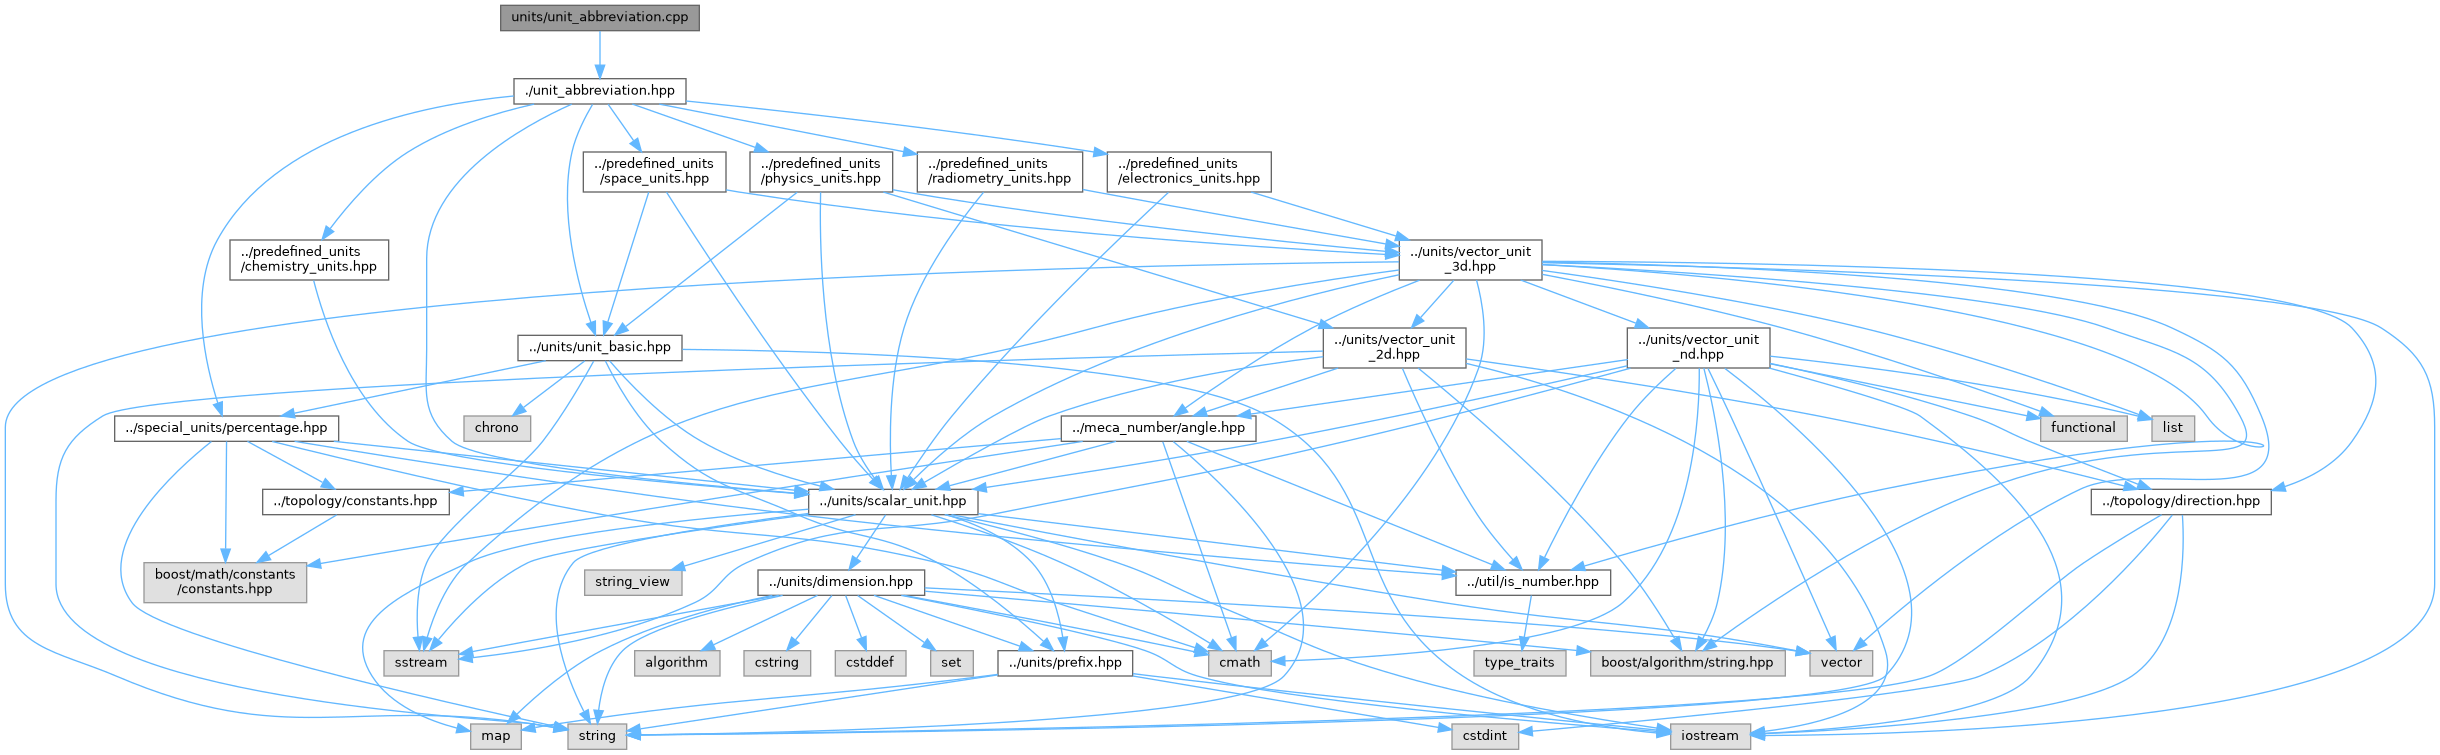 units/unit_abbreviation.cpp
./unit_abbreviation.hpp
../predefined_units
/space_units.hpp
../predefined_units
/physics_units.hpp
../predefined_units
/radiometry_units.hpp
../predefined_units
/electronics_units.hpp
../predefined_units
/chemistry_units.hpp
../units/vector_unit
_3d.hpp
../units/unit_basic.hpp
../units/vector_unit
_2d.hpp
../units/vector_unit
_nd.hpp
../special_units/percentage.hpp
chrono
../meca_number/angle.hpp
functional
list
../topology/constants.hpp
../units/scalar_unit.hpp
../topology/direction.hpp
boost/math/constants
/constants.hpp
string_view
../units/dimension.hpp
../util/is_number.hpp
sstream
algorithm
cstring
cstddef
set
../units/prefix.hpp
cmath
type_traits
boost/algorithm/string.hpp
vector
map
string
cstdint
iostream